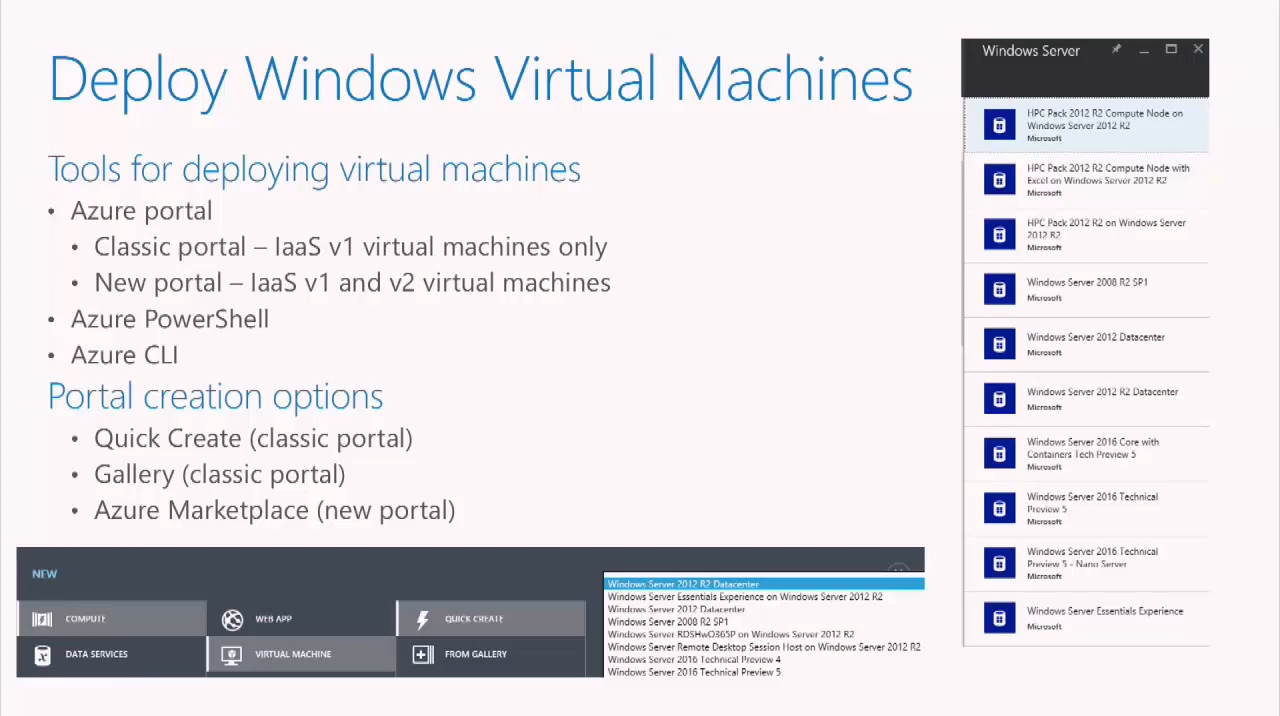 Deploy Windows Virtual Machines
Tools for deploying virtual machines
• Azure portal
• Classic portal – IaaS v1 virtual machines only
• New portal – IaaS v1 and v2 virtual machines
• Azure PowerShell
• Azure CLI
Portal creation options
• Quick Create (classic portal)
• Gallery (classic portal)
• Azure Marketplace (new portal)
NEW
COMPUTE
WEB APP
QUICK CREATE
DATA SERVICES
VIRTUAL MACHINE
FROM GALLERY
Windows Server 2012 R2 Datacenter
Windows Server Essentials Experience on Windows Server 2012 R2
Windows Server 2012 Datacenter
Windows Server 2008 R2 SP1
Windows Server RDSHwO365P on Windows Server 2012 R2
Windows Server Remote Desktop Session Host on Windows Server 2012 R2
Windows Server 2016 Technical Preview 4
Windows Server 2016 Technical Preview 5
Windows Server
HPC Pack 2012 R2 Compute Node on
Windows Server 2012 R2
Microsoft
HPC Pack 2012 R2 Compute Node with
Excel on Windows Server 2012 R2
Microsoft
HPC Pack 2012 R2 on Windows Server
2012 R2
Microsoft
Windows Server 2008 R2 SP1
Microsoft
Windows Server 2012 Datacenter
Microsoft
Windows Server 2012 R2 Datacenter
Microsoft
Windows Server 2016 Core with
Containers Tech Preview 5
Microsoft
Windows Server 2016 Technical
Preview 5
Microsoft
Windows Server 2016 Technical
Preview 5 - Nano Server
Microsoft
Windows Server Essentials Experience
Microsoft